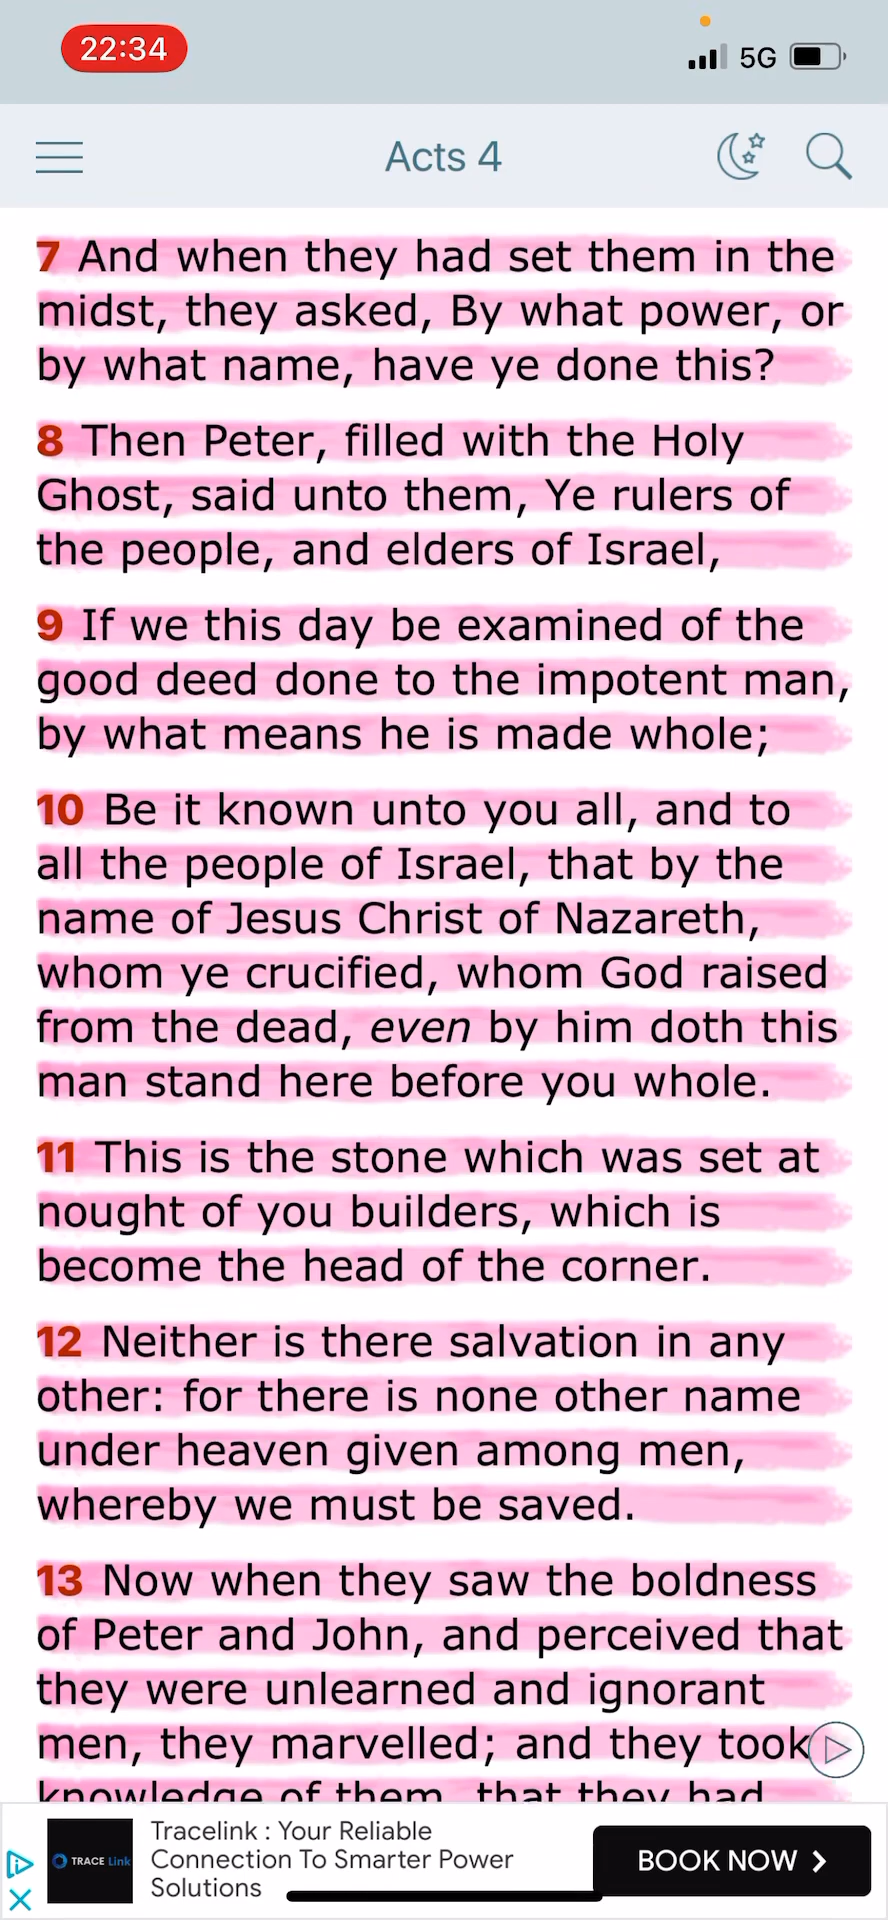 22:34
5G
Acts 4
7 And when they had set them in the
midst, they asked, By what power, or
by what name, have ye done this?
8 Then Peter, filled with the Holy
Ghost, said unto them, Ye rulers of
the people, and elders of Israel,
9 If we this day be examined of the
good deed done to the impotent man,
by what means he is made whole;
10 Be it known unto you all, and to
all the people of Israel, that by the
name of Jesus Christ of Nazareth,
whom ye crucified, whom God raised
from the dead, even by him doth this
man stand here before you whole.
11 This is the stone which was set at
nought of you builders, which is
become the head of the corner.
12 Neither is there salvation in any
other: for there is none other name
under heaven given among men,
whereby we must be saved.
13 Now when they saw the boldness
of Peter and John, and perceived that
they were unlearned and ignorant
men, they marvelled; and they took
knowledge of them, that they had
TRACE Link
Tracelink : Your Reliable
Connection To Smarter Power
Solutions
BOOK NOW